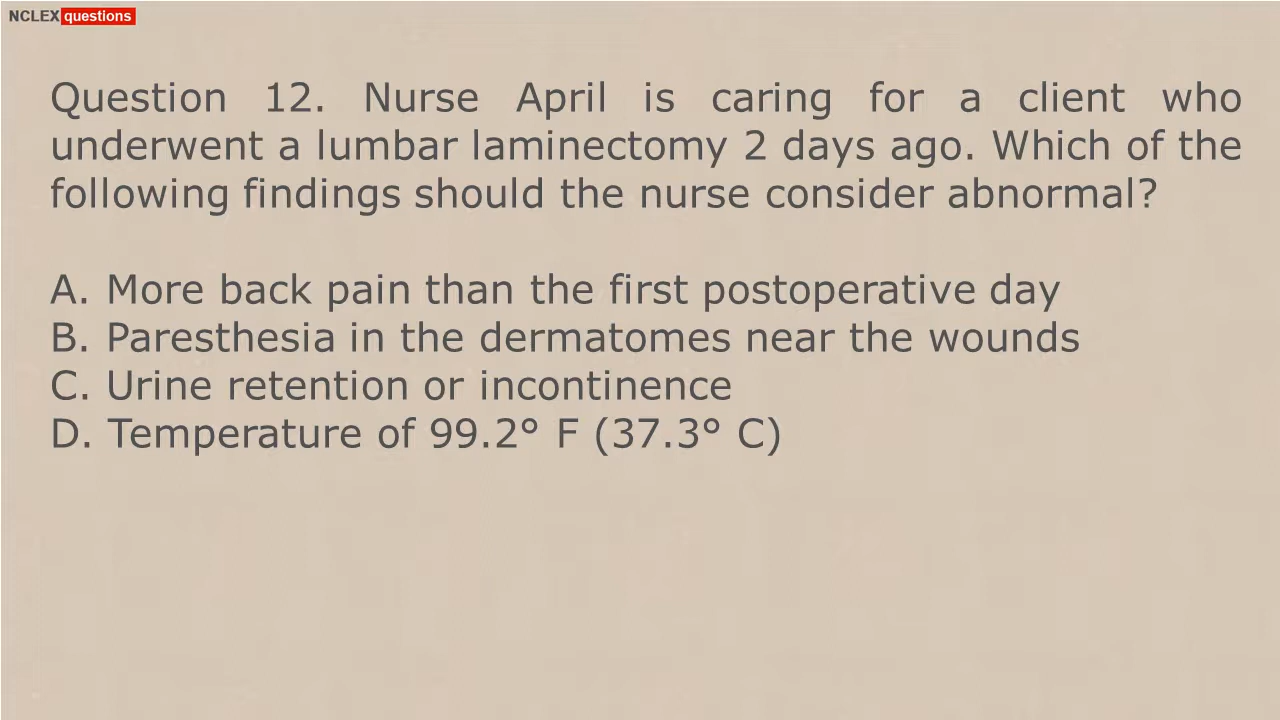 NCLEX questions
Question 12. Nurse April is caring for a client who
underwent a lumbar laminectomy 2 days ago. Which of the
following findings should the nurse consider abnormal?
A. More back pain than the first postoperative day
B. Paresthesia in the dermatomes near the wounds
C. Urine retention or incontinence
D. Temperature of 99.2° F (37.3° C)